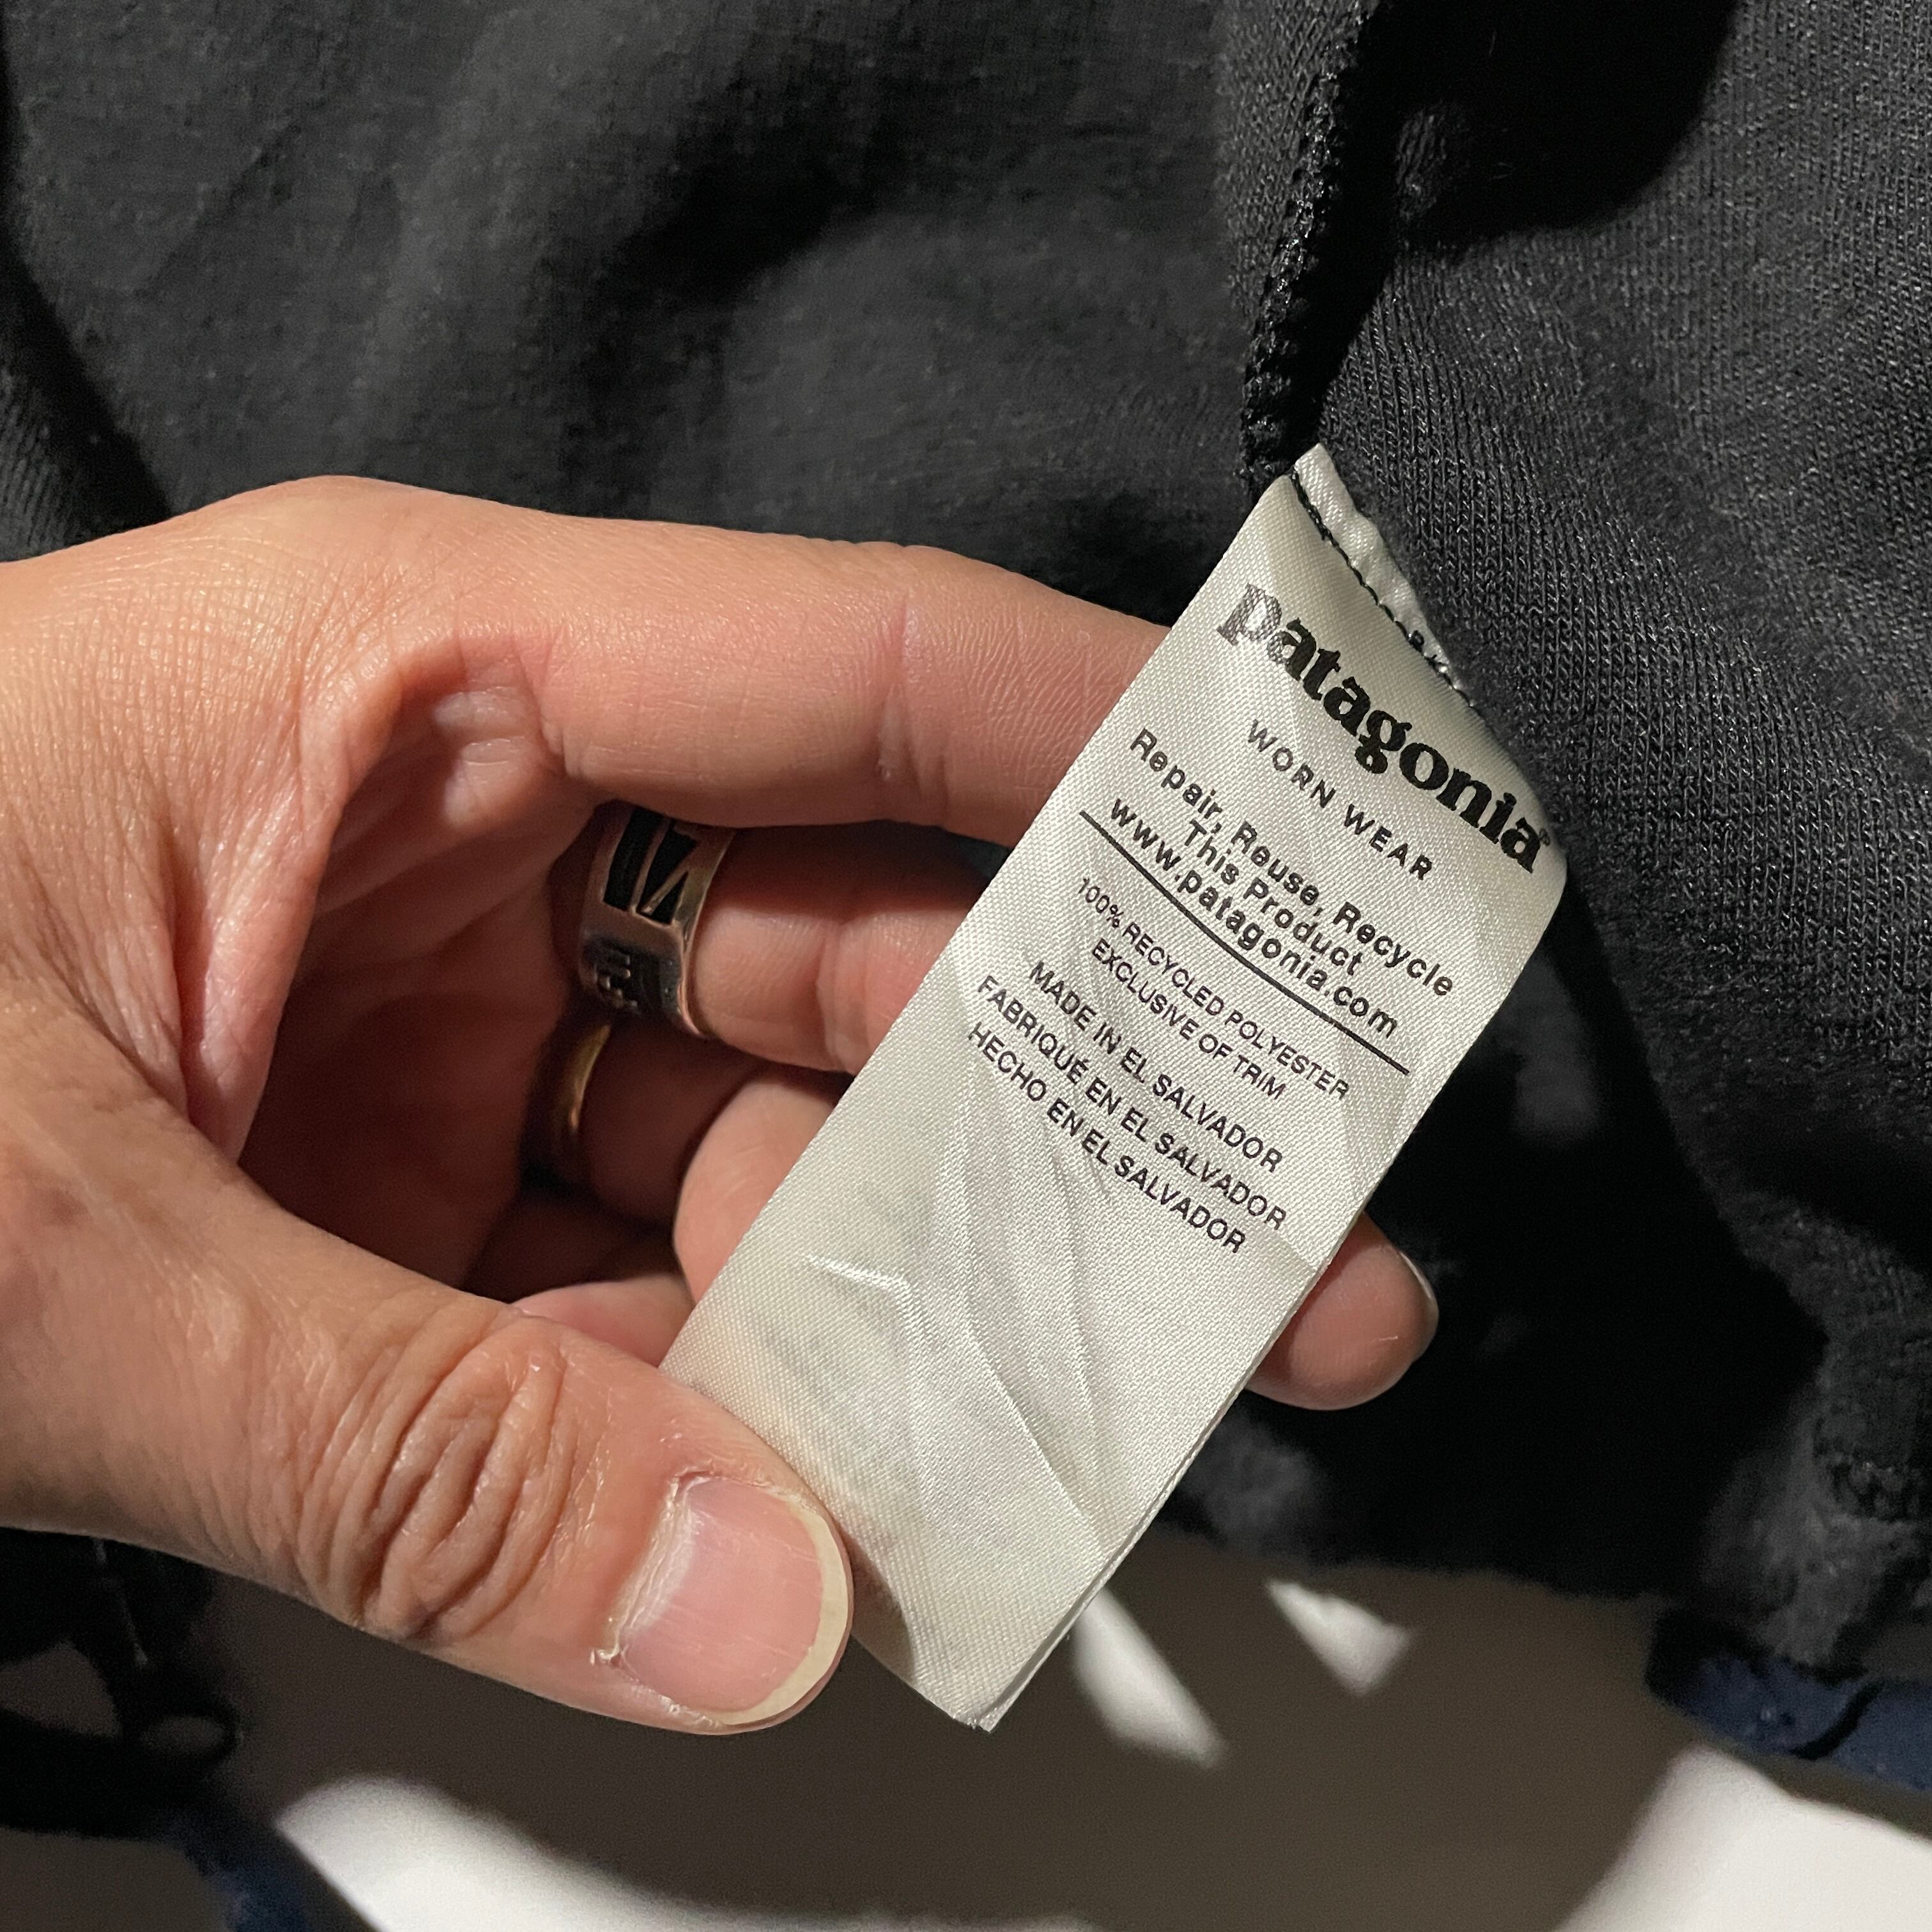 patagonia®
WORN WEAR
Repair, Reuse, Recycle
This Product
www.patagonia.com
100% RECYCLED POLYESTER
EXCLUSIVE OF TRIM
MADE IN EL SALVADOR
FABRIQUÉ EN EL SALVADOR
HECHO EN EL SALVADOR